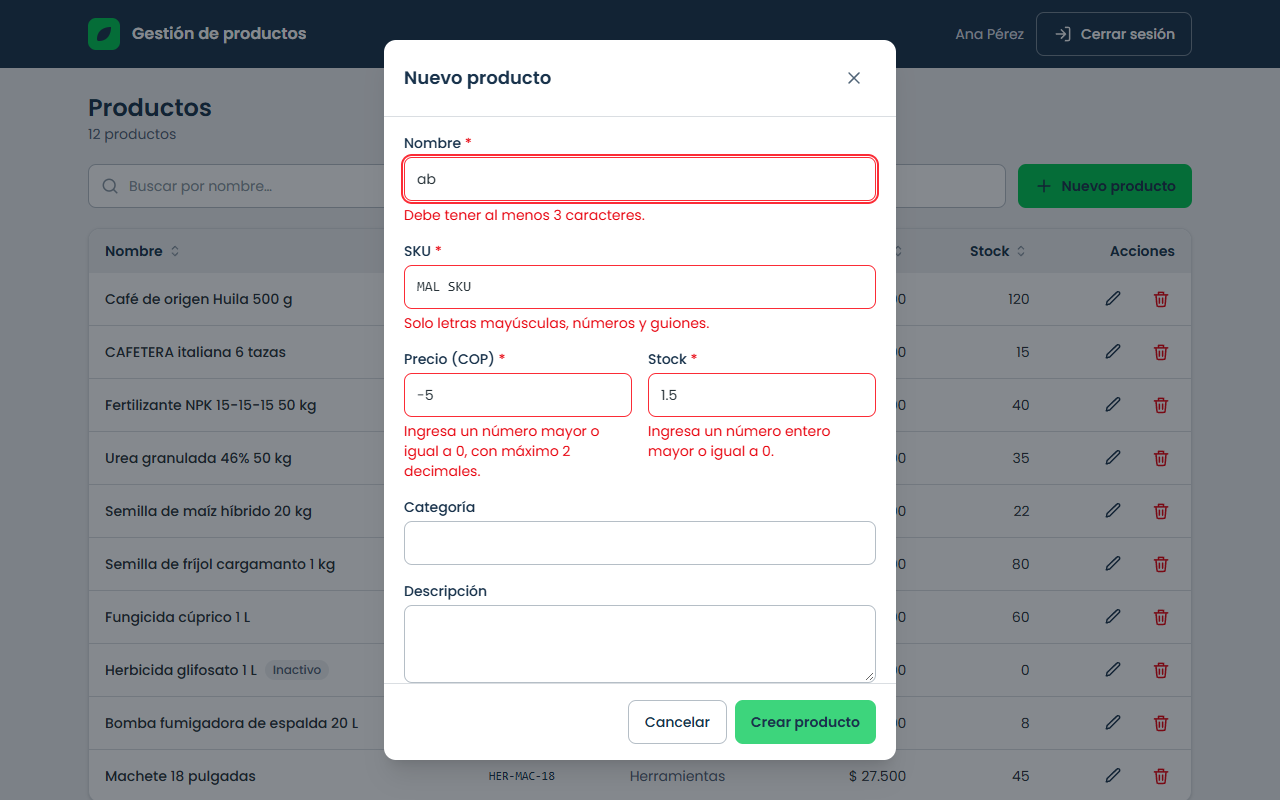 Gestión de productos
Ana Pérez
Cerrar sesión
Nuevo producto
Productos
12 productos
Buscar por nombre...
Nuevo producto
Nombre *
ab
Debe tener al menos 3 caracteres.
SKU *
MAL SKU
Solo letras mayúsculas, números y guiones.
Precio (COP) *
Stock *
-5
1.5
Ingresa un número mayor o igual a 0, con máximo 2 decimales.
Ingresa un número entero mayor o igual a 0.
Categoría
Descripción
Cancelar
Crear producto
Nombre
Stock
Acciones
Café de origen Huila 500 g
120
CAFETERA italiana 6 tazas
15
Fertilizante NPK 15-15-15 50 kg
40
Urea granulada 46% 50 kg
35
Semilla de maíz híbrido 20 kg
22
Semilla de fríjol cargamanto 1 kg
80
Fungicida cúprico 1 L
60
Herbicida glifosato 1 L Inactivo
0
Bomba fumigadora de espalda 20 L
8
Machete 18 pulgadas HER-MAC-18 Herramientas $ 27.500 45